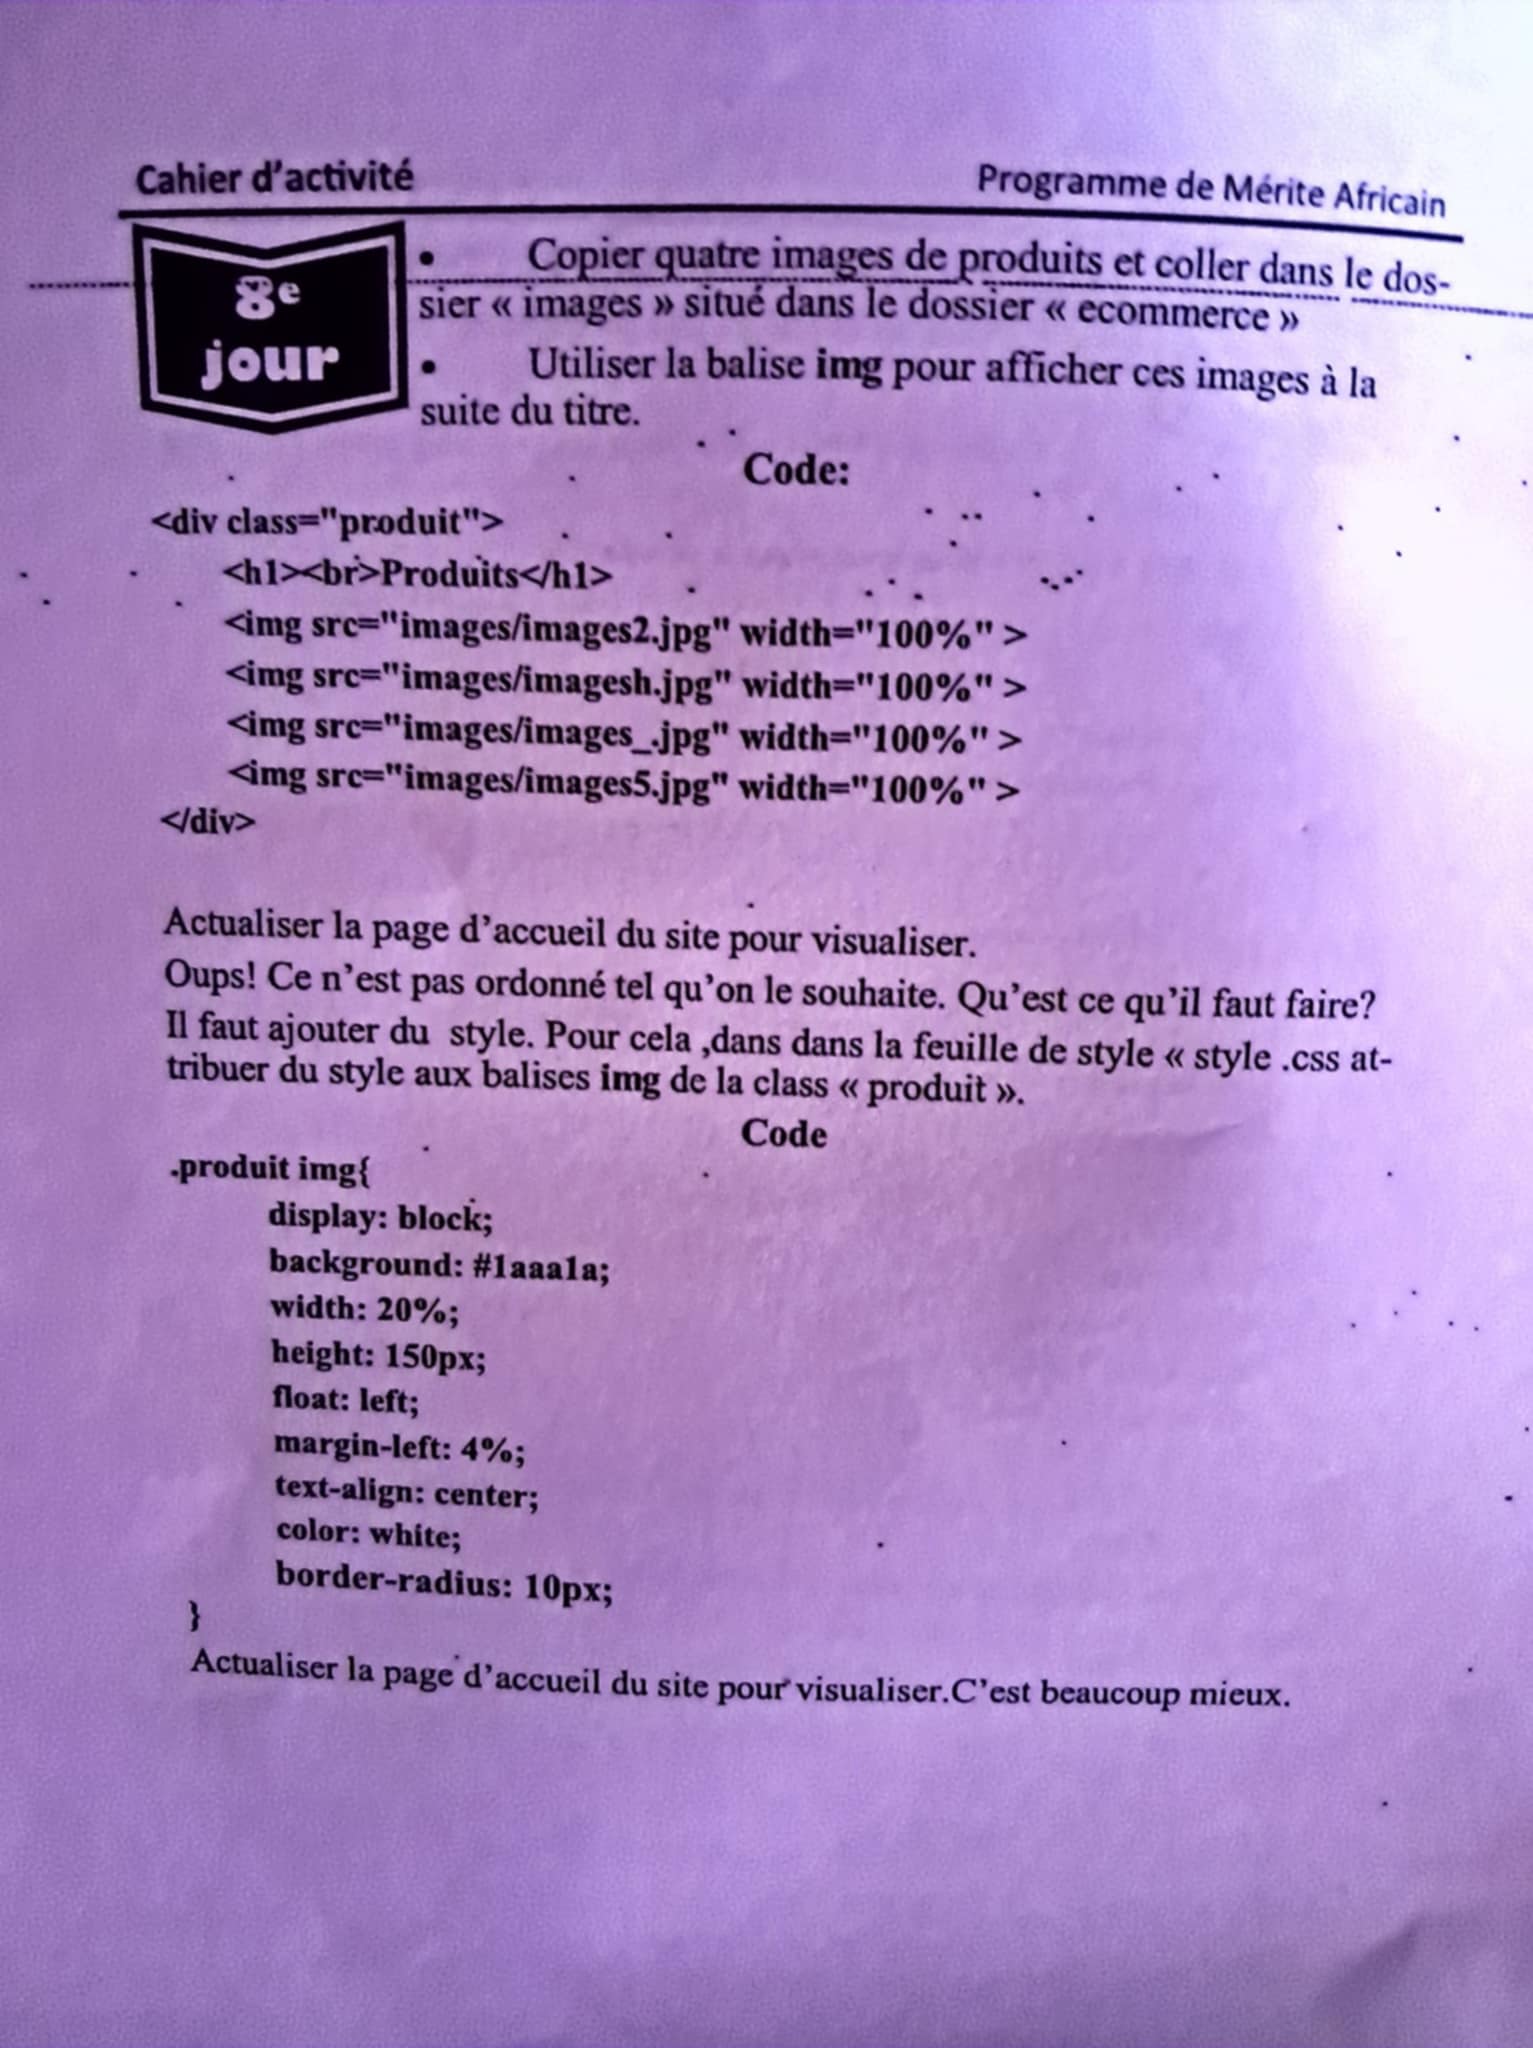 Cahier d'activité
Programme de Mérite Africain
8e
jour
• Copier quatre images de produits et coller dans le dos-
sier « images » situé dans le dossier « ecommerce »
• Utiliser la balise img pour afficher ces images à la
suite du titre.
Code:
<div class="produit">
<h1><br>Produits</h1>
<img src="images/images2.jpg" width="100%" >
<img src="images/imagesh.jpg" width="100%" >
<img src="images/images_.jpg" width="100%" >
<img src="images/images5.jpg" width="100%" >
</div>
Actualiser la page d'accueil du site pour visualiser.
Oups! Ce n'est pas ordonné tel qu'on le souhaite. Qu'est ce qu'il faut faire?
Il faut ajouter du style. Pour cela ,dans dans la feuille de style « style .css at-
tribuer du style aux balises img de la class « produit ».
Code
.produit img{
display: block;
background: #1aaa1a;
width: 20%;
height: 150px;
float: left;
margin-left: 4%;
text-align: center;
color: white;
border-radius: 10px;
}
Actualiser la page d'accueil du site pour visualiser.C'est beaucoup mieux.